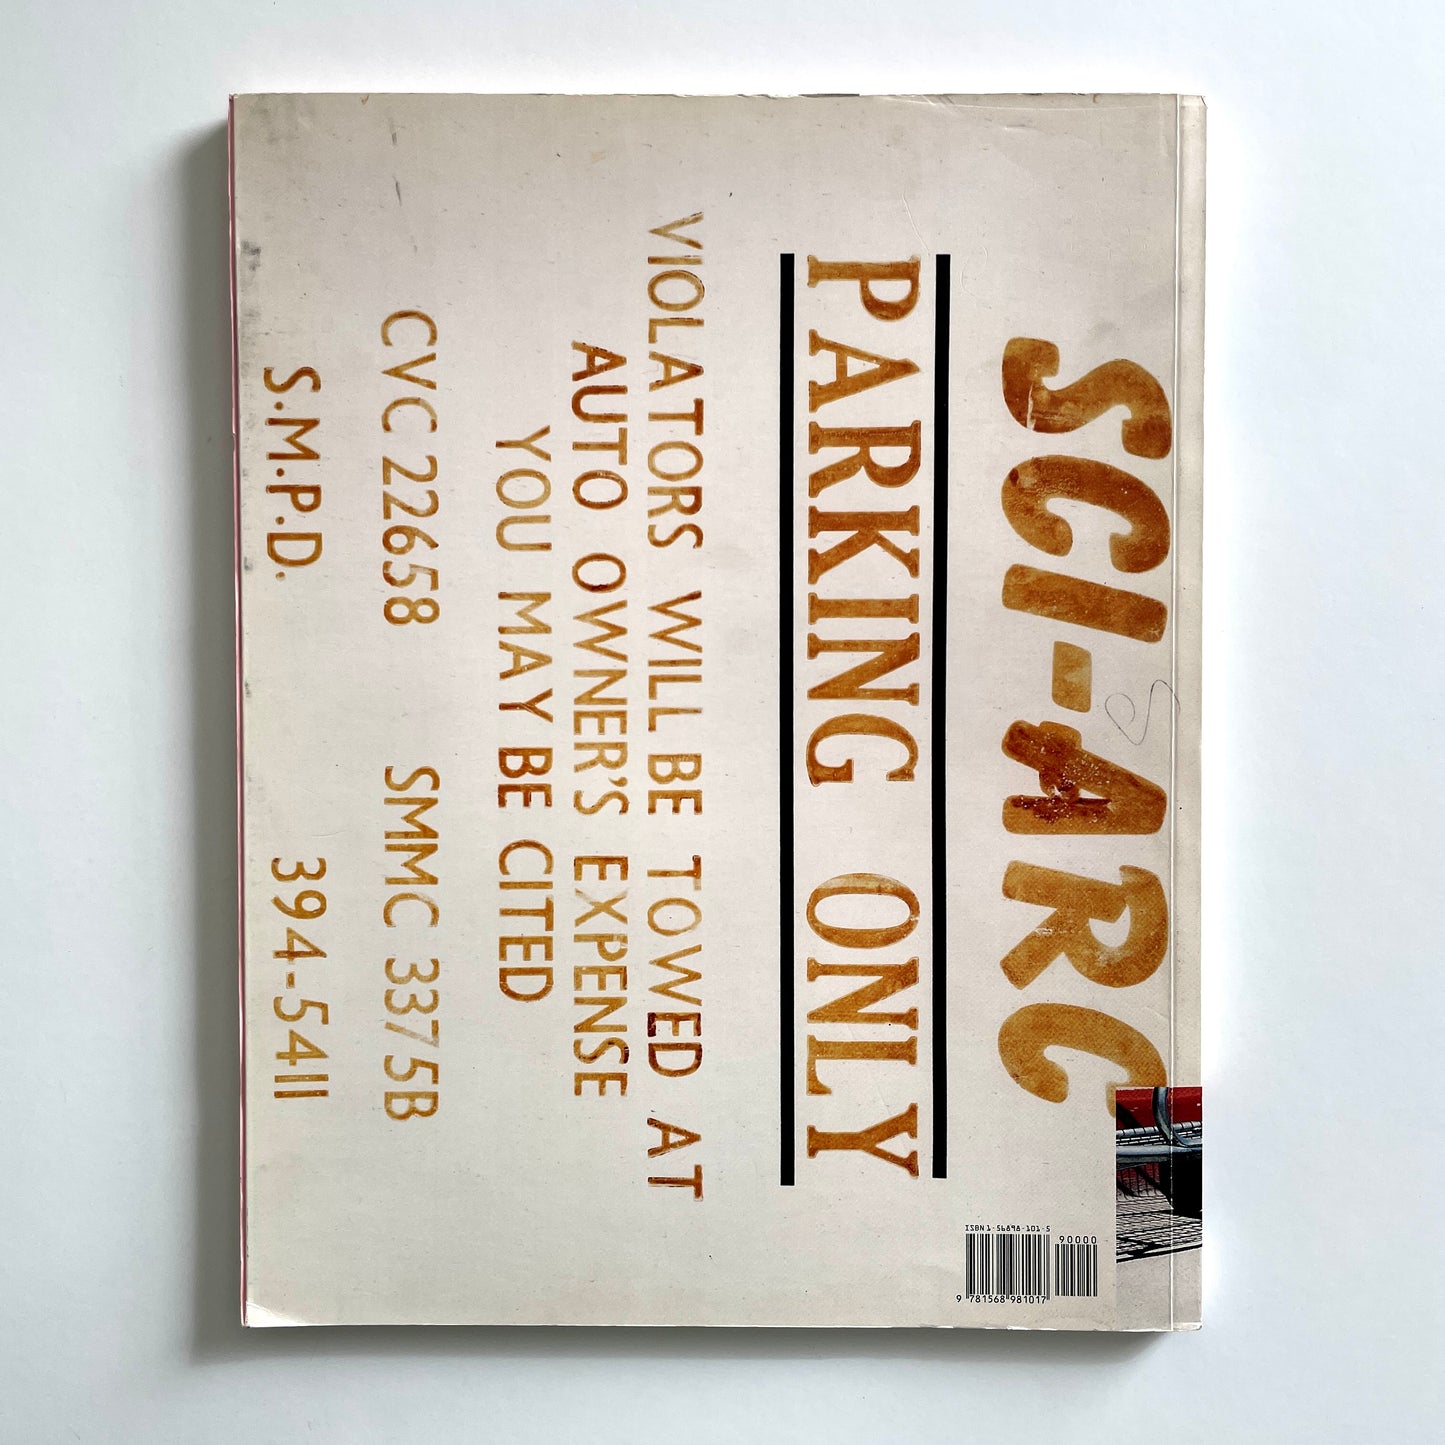 SCI-ARC
PARKING ONLY
VIOLATORS WILL BE TOWED AT
AUTO OWNER'S EXPENSE
YOU MAY BE CITED
CVC 22658 SMMC 3375B
S.M.P.D. 394-5411
ISBN 1-56898-101-5
90000
9 781568 981017